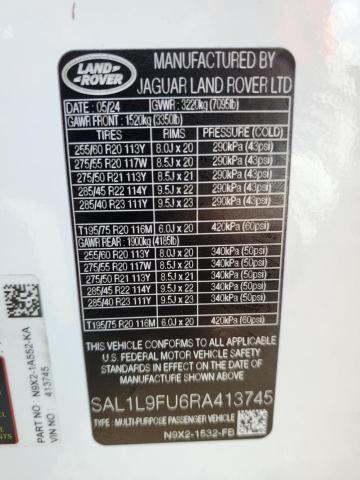 LAND
ROVER
MANUFACTURED BY
JAGUAR LAND ROVER LTD
DATE : 05/24 GVWR : 3220kg (7095lb)
GAWR FRONT : 1520kg (3350lb)
TIRES RIMS PRESSURE (COLD)
255/60 R20 113Y 8.0J x 20 290kPa (43psi)
275/55 R20 117W 8.5J x 20 290kPa (43psi)
275/50 R21 113Y 8.5J x 21 290kPa (43psi)
285/45 R22 114Y 9.5J x 22 290kPa (43psi)
285/40 R23 111Y 9.5J x 23 290kPa (43psi)
T195/75 R20 116M 6.0J x 20 420kPa (60psi)
GAWR REAR : 1900kg (4185lb)
255/60 R20 113Y 8.0J x 20 340kPa (50psi)
275/55 R20 117W 8.5J x 20 340kPa (50psi)
275/50 R21 113Y 8.5J x 21 340kPa (50psi)
285/45 R22 114Y 9.5J x 22 340kPa (50psi)
285/40 R23 111Y 9.5J x 23 340kPa (50psi)
T195/75 R20 116M 6.0J x 20 420kPa (60psi)
THIS VEHICLE CONFORMS TO ALL APPLICABLE
U.S. FEDERAL MOTOR VEHICLE SAFETY
STANDARDS IN EFFECT ON THE DATE OF
MANUFACTURE SHOWN ABOVE.
SAL1L9FU6RA413745
TYPE: MULTI-PURPOSE PASSENGER VEHICLE
N9X2-1532-FB
PART NO N9X2-1A552-KA
VIN NO 413745